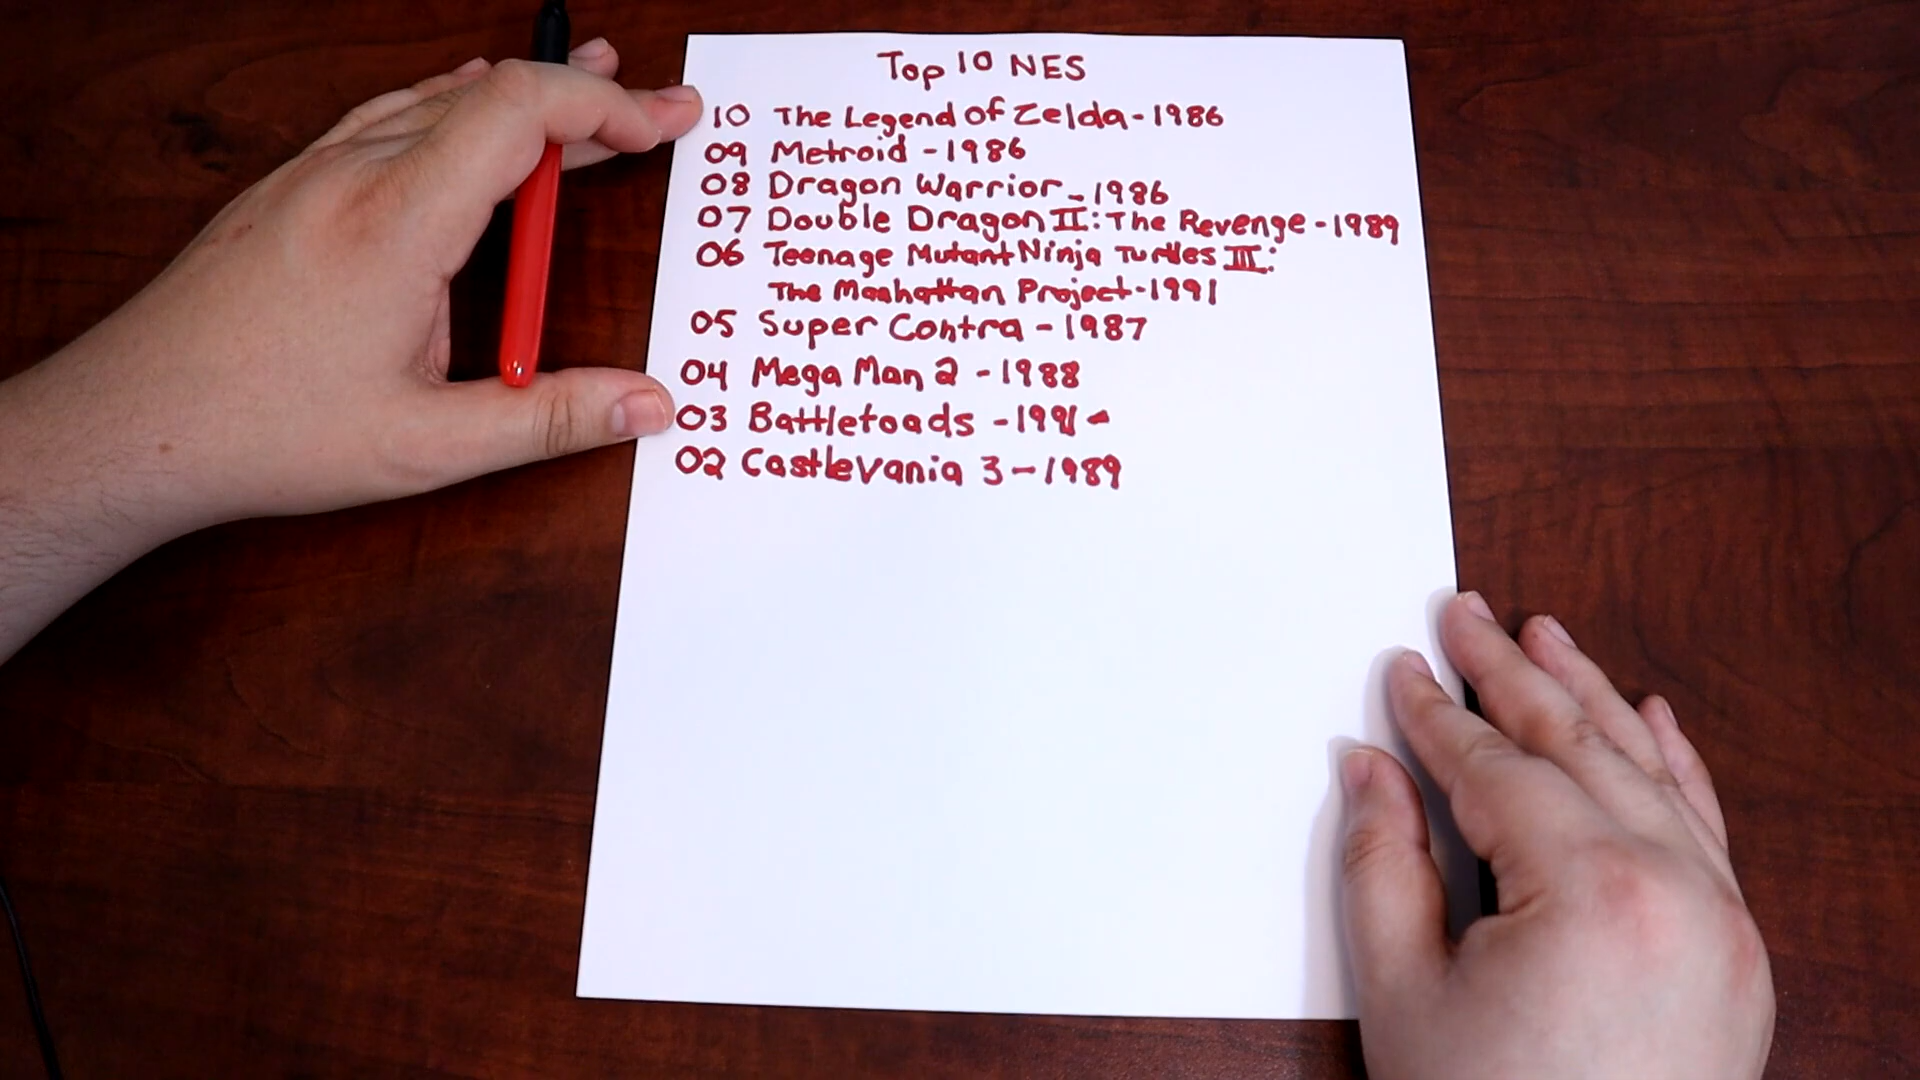 Top 10 NES
10 The Legend Of Zelda - 1986
09 Metroid - 1986
08 Dragon Warrior - 1986
07 Double Dragon II: The Revenge - 1989
06 Teenage Mutant Ninja Turtles III:
The Manhattan Project - 1991
05 Super Contra - 1987
04 Mega Man 2 - 1988
03 Battletoads - 1991 -
02 Castlevania 3 - 1989